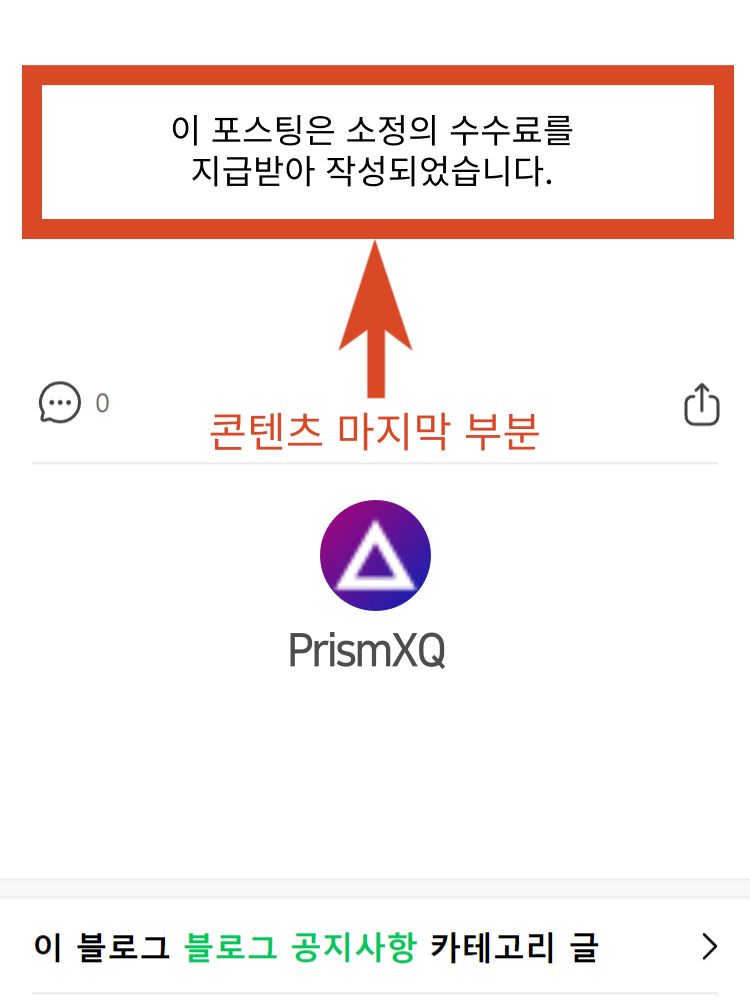 이 포스팅은 소정의 수수료를
지급받아 작성되었습니다.
0
콘텐츠 마지막 부분
PrismXQ
이 블로그 블로그 공지사항 카테고리 글